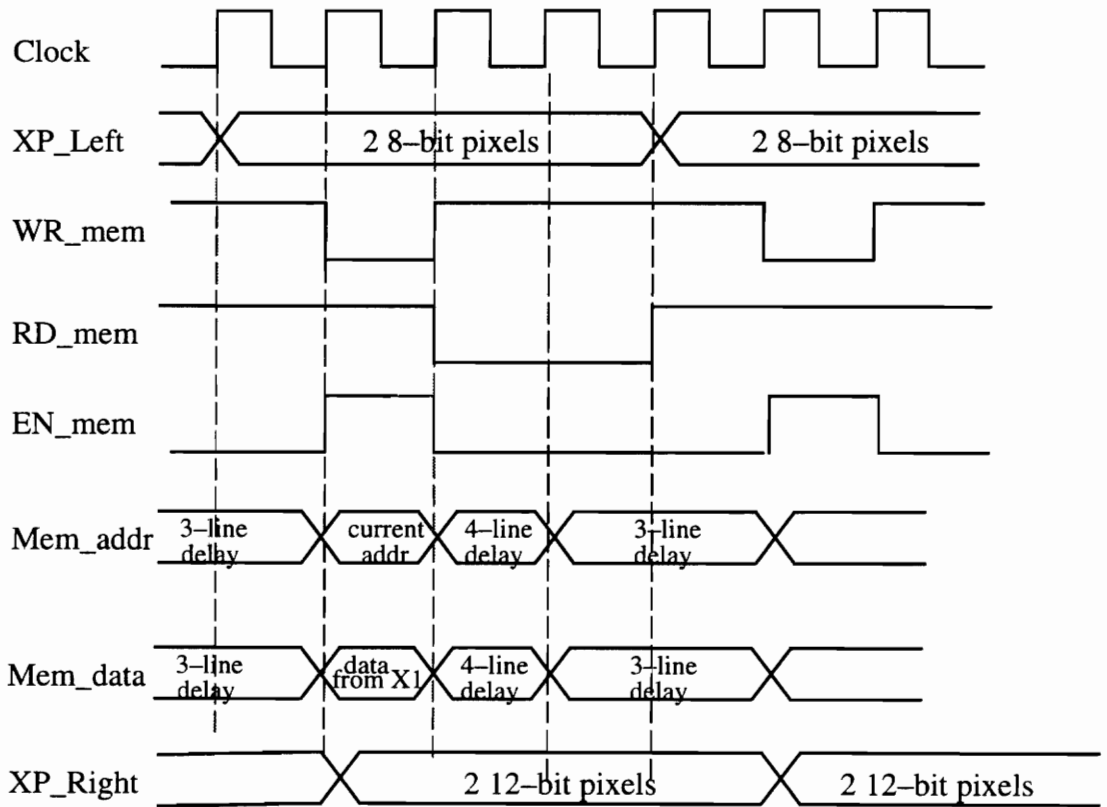 Clock
XP_Left
2 8–bit pixels
2 8–bit pixels
WR_mem
RD_mem
EN_mem
Mem_addr
3–line
delay
current
addr
4–line
delay
3–line
delay
Mem_data
3–line
delay
data
from X1
4–line
delay
3–line
delay
XP_Right
2 12–bit pixels
2 12–bit pixels